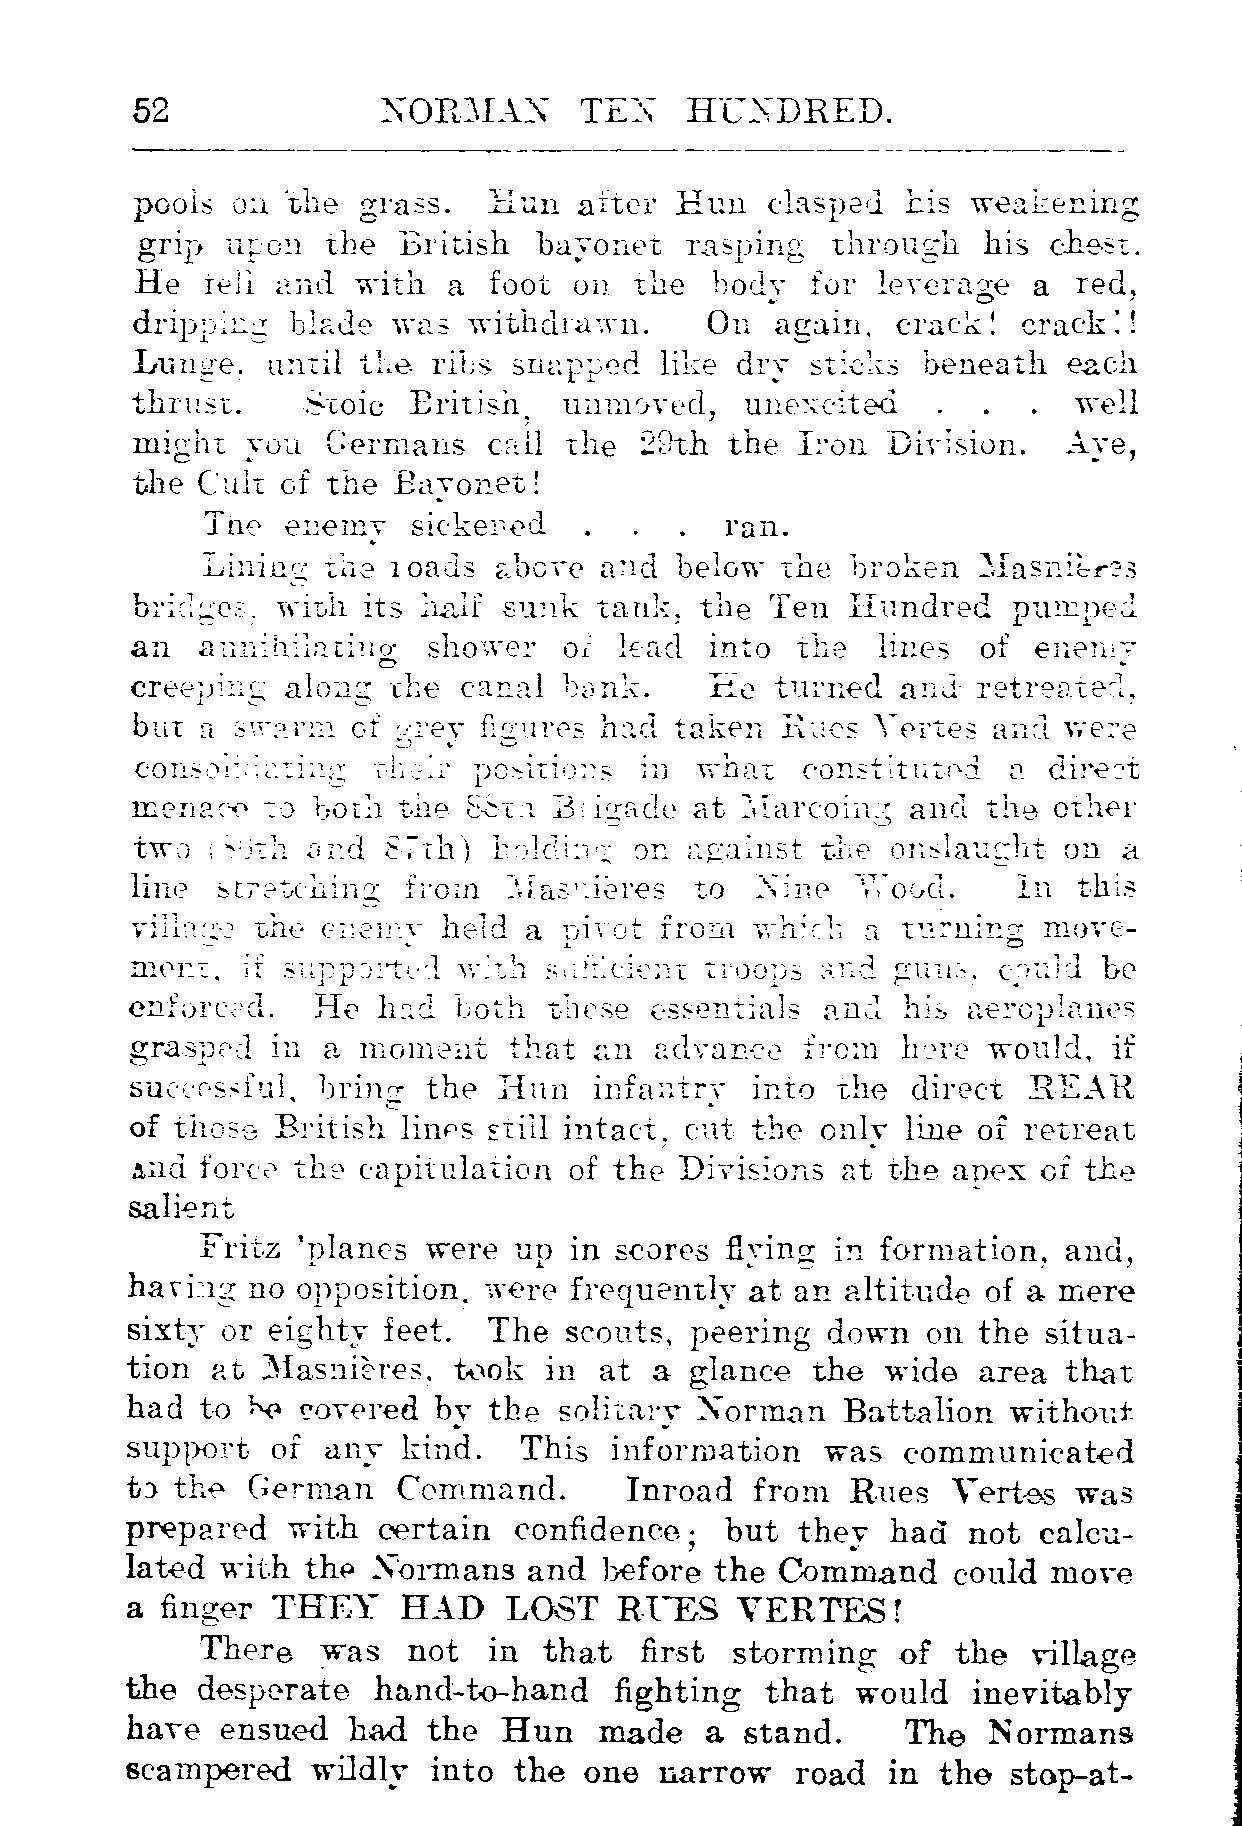 52 NORMAN TEN HUNDRED.
pools on the grass. Hun after Hun clasped his weakening
grip upon the British bayonet rasping through his chest.
He fell and with a foot on the body for leverage a red,
dripping blade was withdrawn. On again, crack! crack!!
Lunge, until the ribs snapped like dry sticks beneath each
thrust. Stoic British, unmoved, unexcited . . . well
might you Germans call the 29th the Iron Division. Aye,
the Cult of the Bayonet!
The enemy sickened . . . ran.
Lining the roads above and below the broken Masnières
bridges, with its half sunk tank, the Ten Hundred pumped
an annihilating shower of lead into the lines of enemy
creeping along the canal bank. He turned and retreated,
but a swarm of grey figures had taken Rues Vertes and were
consolidating their positions in what constituted a direct
menace to both the 88th Brigade at Marcoing and the other
two (86th and 87th) holding on against the onslaught on a
line stretching from Masnières to Nine Wood. In this
village the enemy held a pivot from which a turning move-
ment, if supported with sufficient troops and guns, could be
enforced. He had both these essentials and his aeroplanes
grasped in a moment that an advance from here would, if
successful, bring the Hun infantry into the direct REAR
of those British lines still intact, cut the only line of retreat
and force the capitulation of the Divisions at the apex of the
salient
Fritz 'planes were up in scores flying in formation, and,
having no opposition, were frequently at an altitude of a mere
sixty or eighty feet. The scouts, peering down on the situa-
tion at Masnières, took in at a glance the wide area that
had to be covered by the solitary Norman Battalion without
support of any kind. This information was communicated
to the German Command. Inroad from Rues Vertes was
prepared with certain confidence; but they had not calcu-
lated with the Normans and before the Command could move
a finger THEY HAD LOST RUES VERTES!
There was not in that first storming of the village
the desperate hand-to-hand fighting that would inevitably
have ensued had the Hun made a stand. The Normans
scampered wildly into the one narrow road in the stop-at-